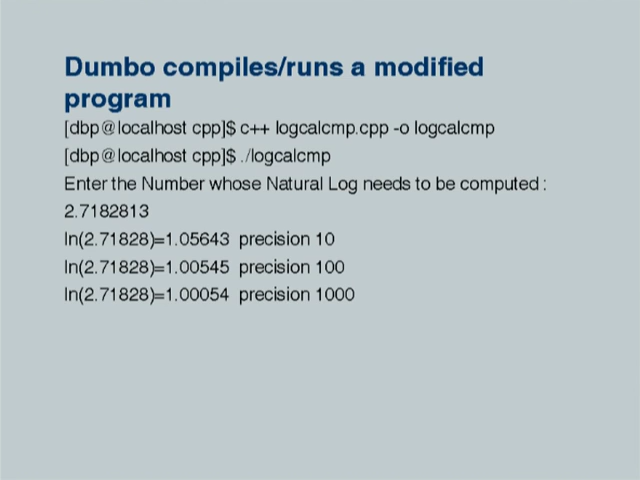 Dumbo compiles/runs a modified
program
[dbp@localhost cpp]$ c++ logcalcmp.cpp -o logcalcmp
[dbp@localhost cpp]$ ./logcalcmp
Enter the Number whose Natural Log needs to be computed :
2.7182813
ln(2.71828)=1.05643 precision 10
ln(2.71828)=1.00545 precision 100
ln(2.71828)=1.00054 precision 1000